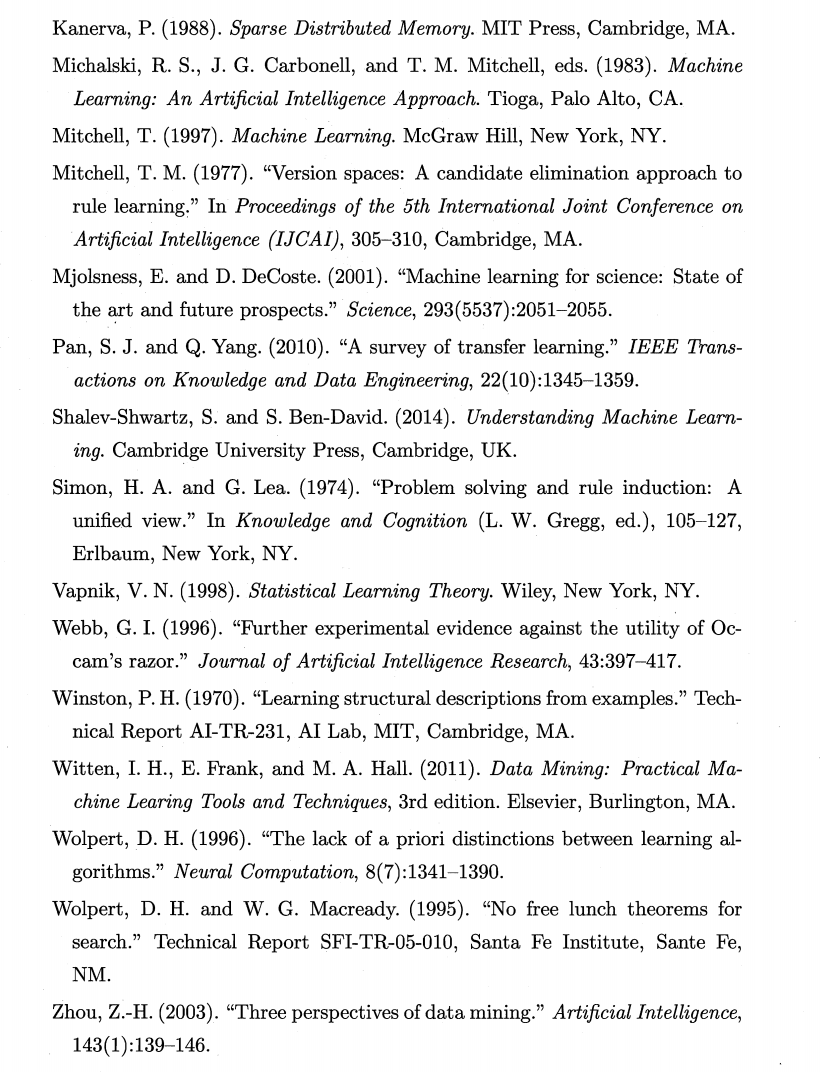 Kanerva, P. (1988). Sparse Distributed Memory. MIT Press, Cambridge, MA.
Michalski, R. S., J. G. Carbonell, and T. M. Mitchell, eds. (1983). Machine
Learning: An Artificial Intelligence Approach. Tioga, Palo Alto, CA.
Mitchell, T. (1997). Machine Learning. McGraw Hill, New York, NY.
Mitchell, T. M. (1977). “Version spaces: A candidate elimination approach to
rule learning.” In Proceedings of the 5th International Joint Conference on
Artificial Intelligence (IJCAI), 305–310, Cambridge, MA.
Mjolsness, E. and D. DeCoste. (2001). “Machine learning for science: State of
the art and future prospects.” Science, 293(5537):2051–2055.
Pan, S. J. and Q. Yang. (2010). “A survey of transfer learning.” IEEE Trans-
actions on Knowledge and Data Engineering, 22(10):1345–1359.
Shalev-Shwartz, S. and S. Ben-David. (2014). Understanding Machine Learn-
ing. Cambridge University Press, Cambridge, UK.
Simon, H. A. and G. Lea. (1974). “Problem solving and rule induction: A
unified view.” In Knowledge and Cognition (L. W. Gregg, ed.), 105–127,
Erlbaum, New York, NY.
Vapnik, V. N. (1998). Statistical Learning Theory. Wiley, New York, NY.
Webb, G. I. (1996). “Further experimental evidence against the utility of Oc-
cam’s razor.” Journal of Artificial Intelligence Research, 43:397–417.
Winston, P. H. (1970). “Learning structural descriptions from examples.” Tech-
nical Report AI-TR-231, AI Lab, MIT, Cambridge, MA.
Witten, I. H., E. Frank, and M. A. Hall. (2011). Data Mining: Practical Ma-
chine Learing Tools and Techniques, 3rd edition. Elsevier, Burlington, MA.
Wolpert, D. H. (1996). “The lack of a priori distinctions between learning al-
gorithms.” Neural Computation, 8(7):1341–1390.
Wolpert, D. H. and W. G. Macready. (1995). “No free lunch theorems for
search.” Technical Report SFI-TR-05-010, Santa Fe Institute, Sante Fe,
NM.
Zhou, Z.-H. (2003). “Three perspectives of data mining.” Artificial Intelligence,
143(1):139–146.